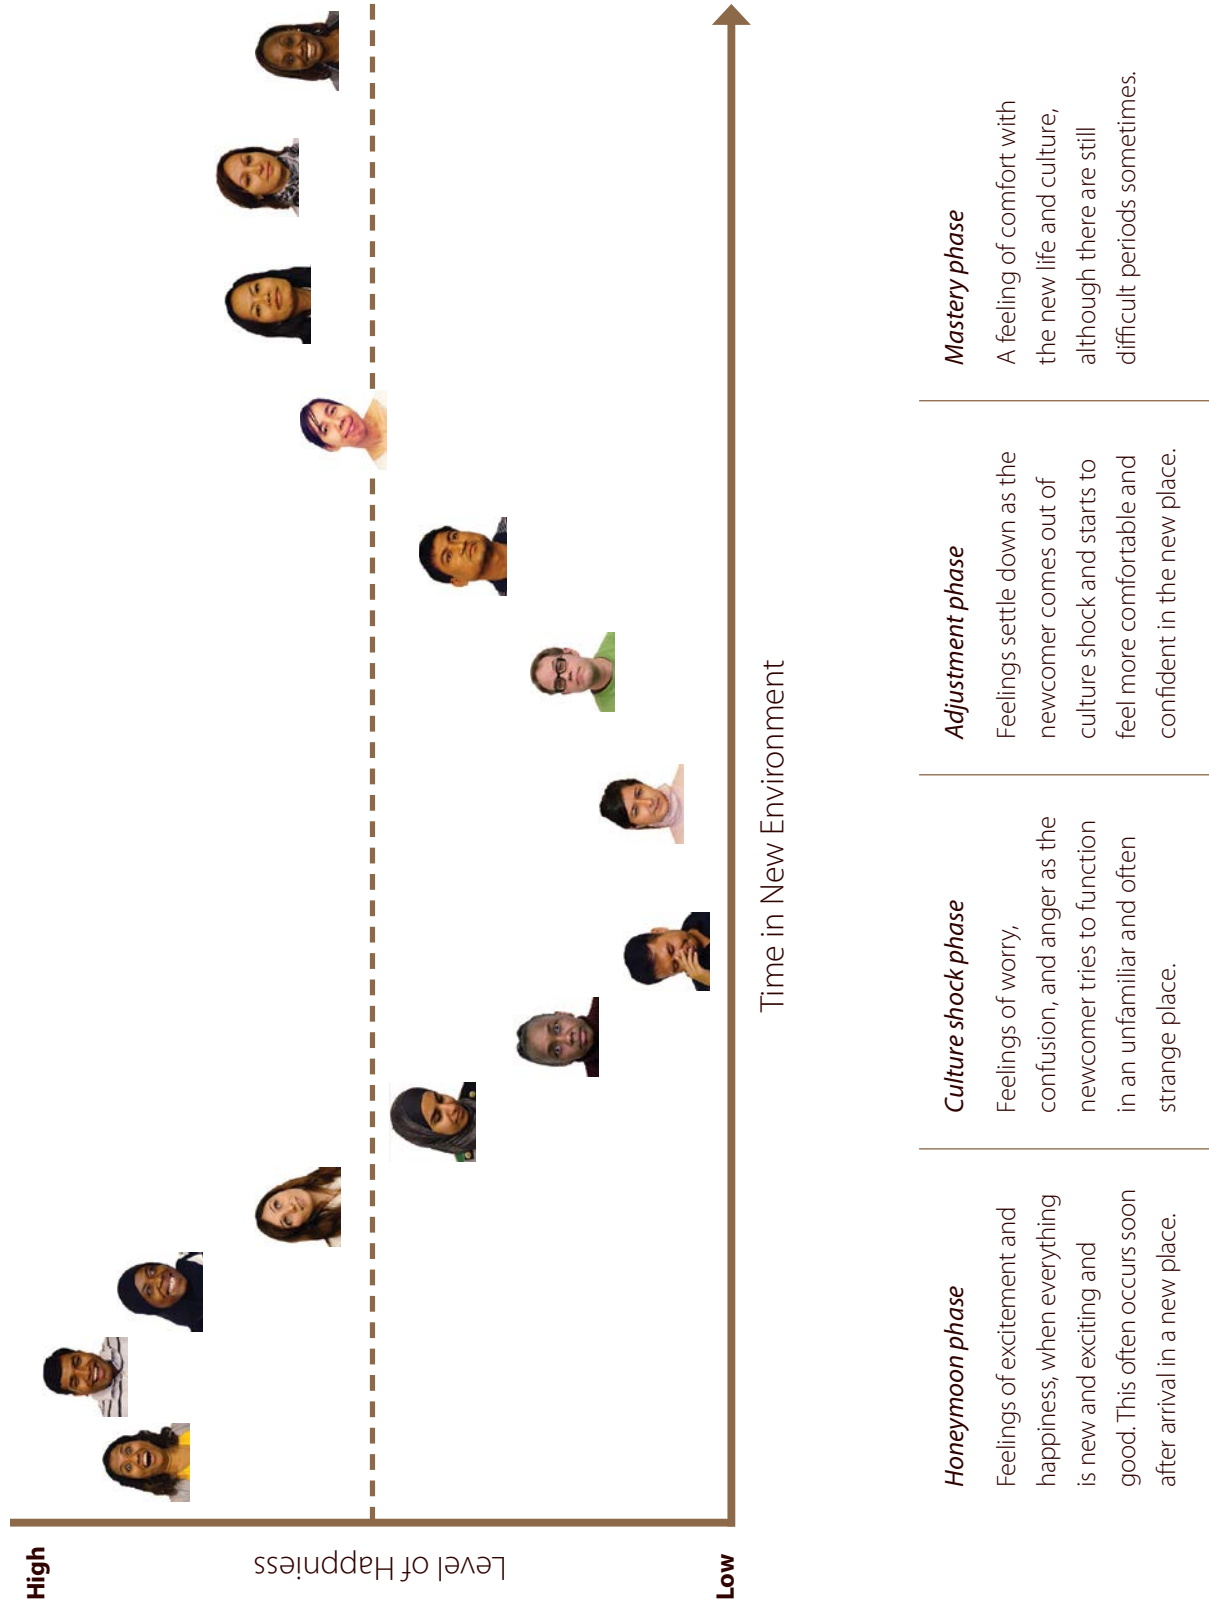 High
Level of Happniess
Low
Time in New Environment
Honeymoon phase
Feelings of excitement and
happiness, when everything
is new and exciting and
good. This often occurs soon
after arrival in a new place.
Culture shock phase
Feelings of worry,
confusion, and anger as the
newcomer tries to function
in an unfamiliar and often
strange place.
Adjustment phase
Feelings settle down as the
newcomer comes out of
culture shock and starts to
feel more comfortable and
confident in the new place.
Mastery phase
A feeling of comfort with
the new life and culture,
although there are still
difficult periods sometimes.